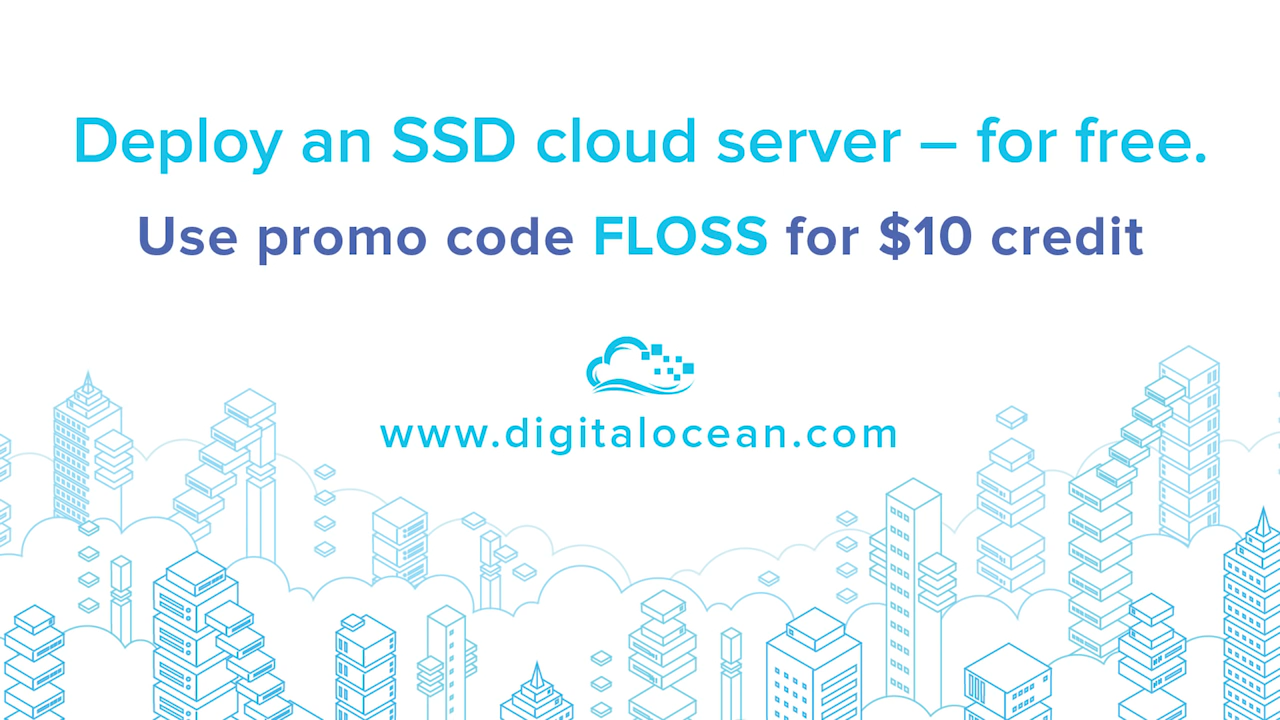 Deploy an SSD cloud server – for free.
Use promo code FLOSS for $10 credit
www.digitalocean.com